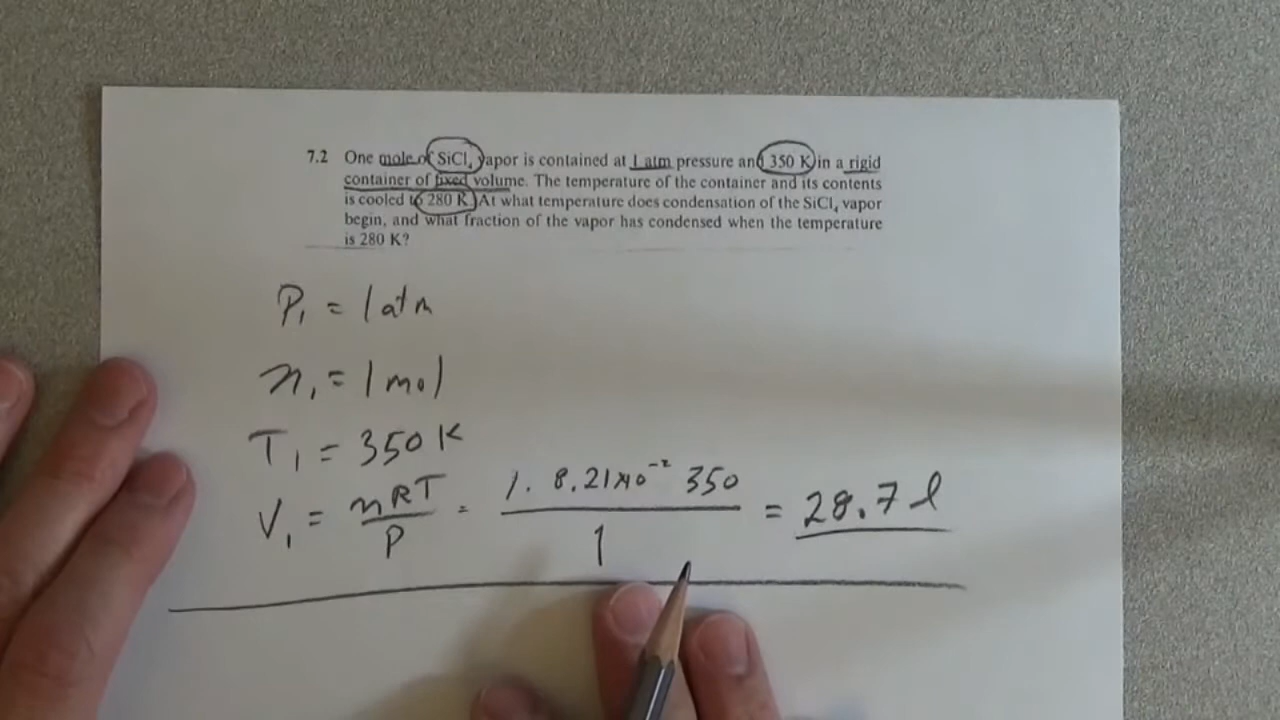 7.2 One mole of SiCl₄ vapor is contained at 1 atm pressure and 350 K in a rigid
container of fixed volume. The temperature of the container and its contents
is cooled to 280 K. At what temperature does condensation of the SiCl₄ vapor
begin, and what fraction of the vapor has condensed when the temperature
is 280 K?
P₁ = 1 atm
n₁ = 1 mol
T₁ = 350 K
V₁ = nRT/P = 1. 8.21x10⁻² 350/1 = 28.7 l